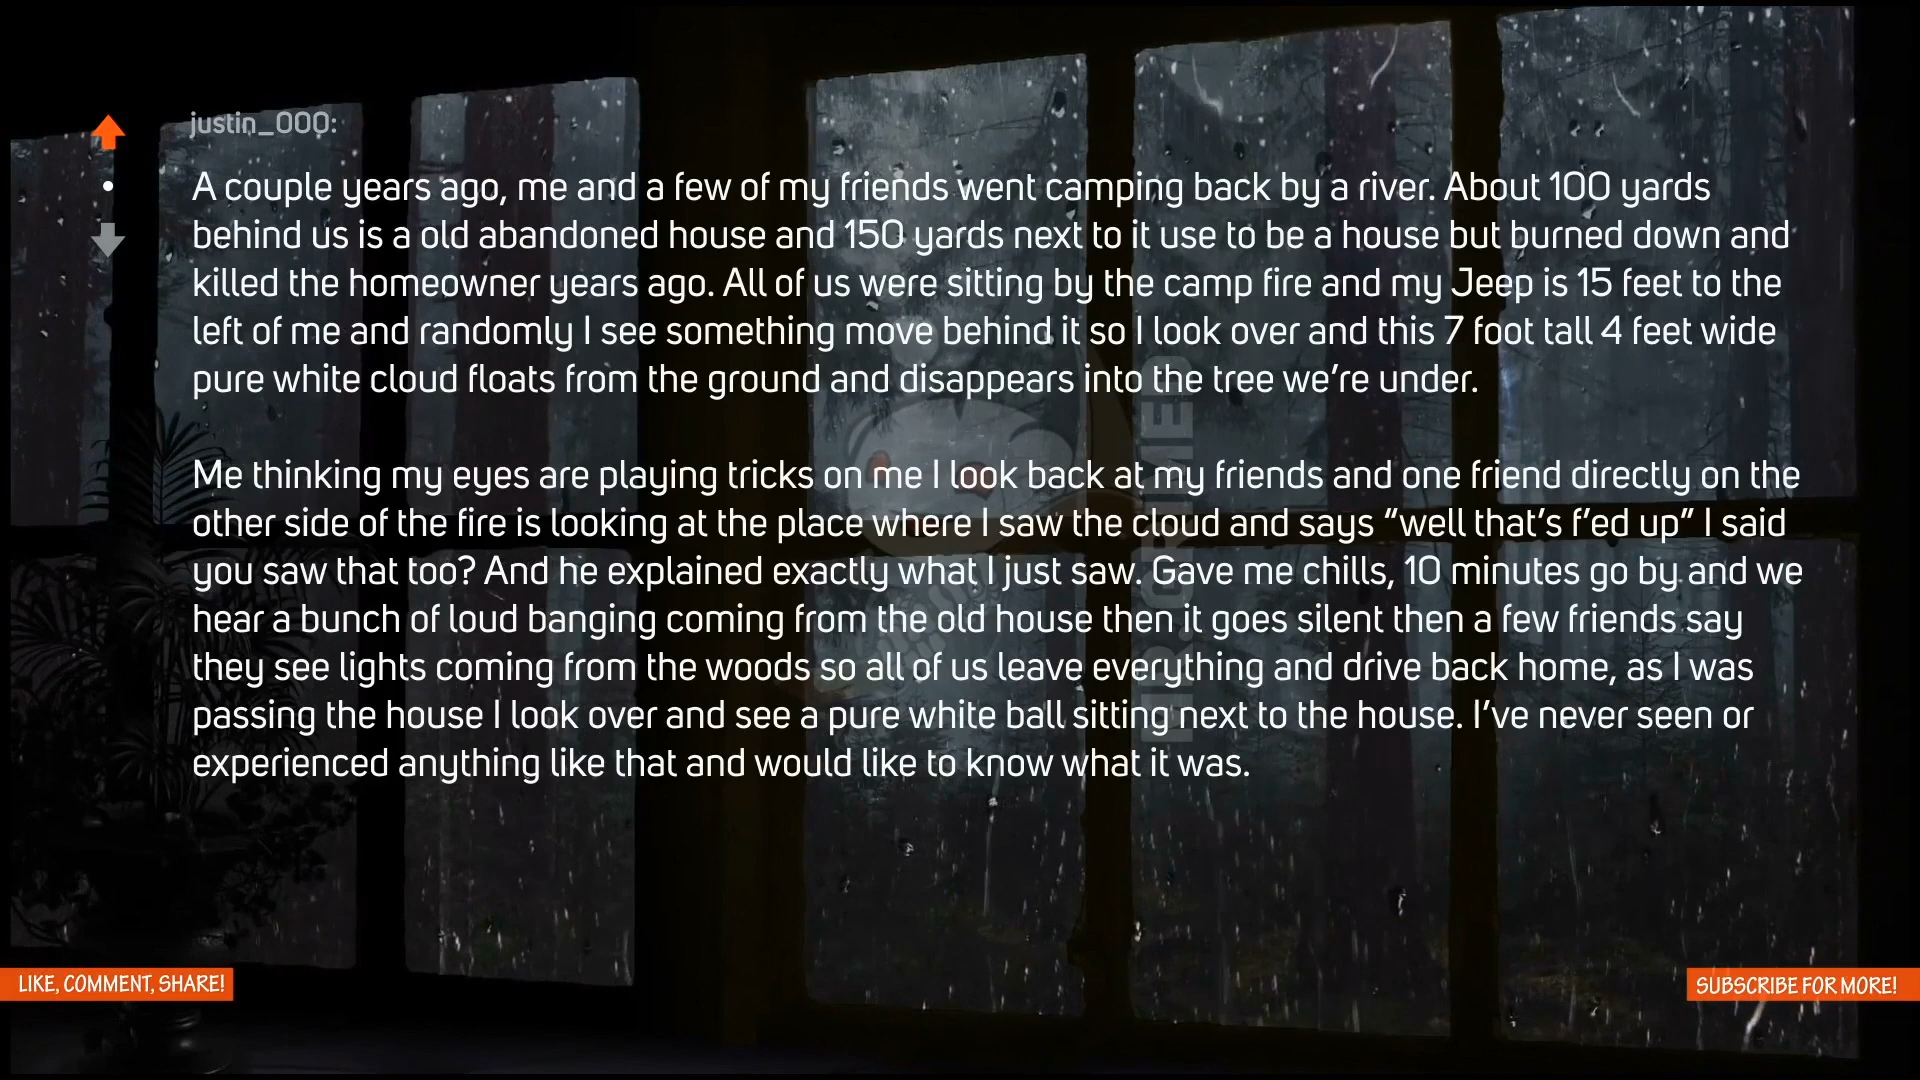 justin_000:
A couple years ago, me and a few of my friends went camping back by a river. About 100 yards
behind us is a old abandoned house and 150 yards next to it use to be a house but burned down and
killed the homeowner years ago. All of us were sitting by the camp fire and my Jeep is 15 feet to the
left of me and randomly I see something move behind it so I look over and this 7 foot tall 4 feet wide
pure white cloud floats from the ground and disappears into the tree we're under.
Me thinking my eyes are playing tricks on me I look back at my friends and one friend directly on the
other side of the fire is looking at the place where I saw the cloud and says “well that's f'ed up” I said
you saw that too? And he explained exactly what I just saw. Gave me chills, 10 minutes go by and we
hear a bunch of loud banging coming from the old house then it goes silent then a few friends say
they see lights coming from the woods so all of us leave everything and drive back home, as I was
passing the house I look over and see a pure white ball sitting next to the house. I've never seen or
experienced anything like that and would like to know what it was.
LIKE, COMMENT, SHARE!
SUBSCRIBE FOR MORE!